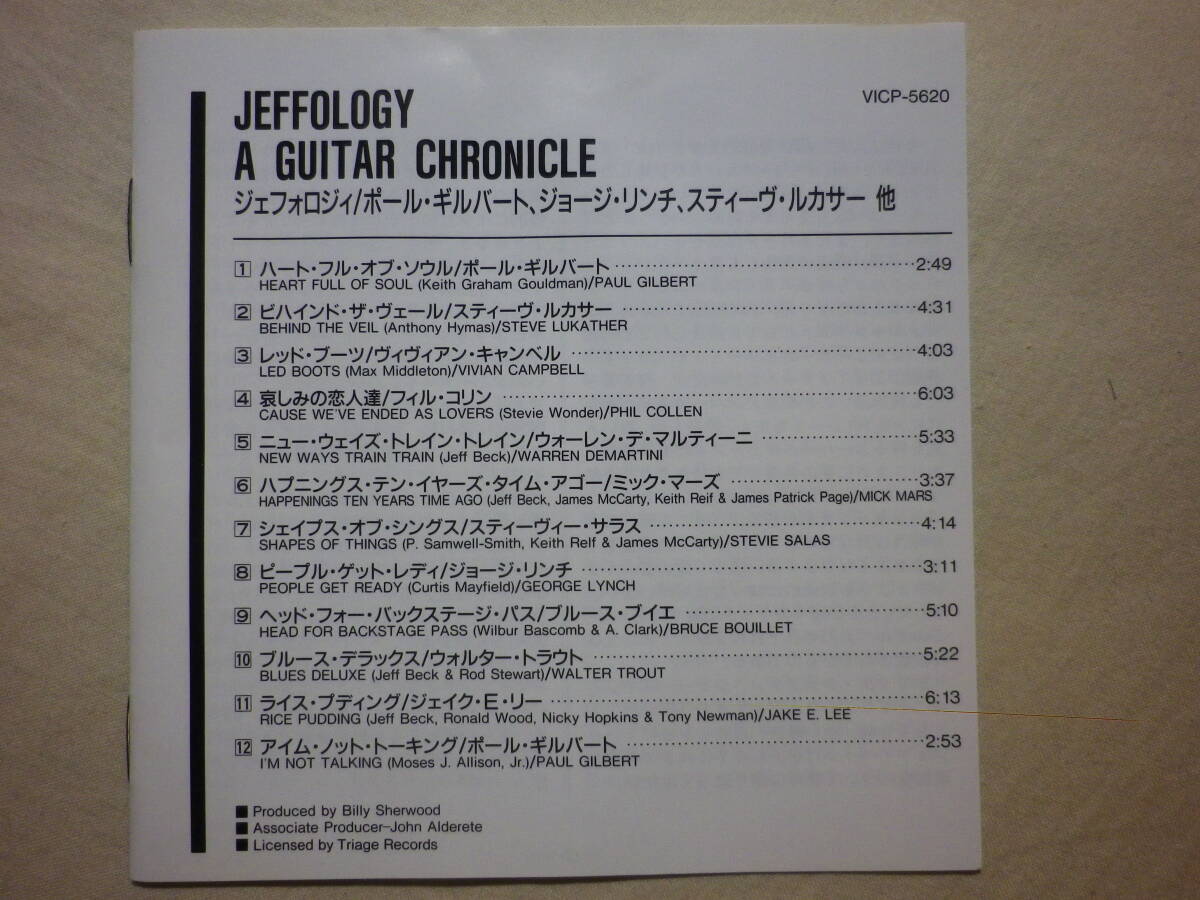 JEFFOLOGY
VICP-5620
A GUITAR CHRONICLE
ジェフォロジィ/ポール・ギルバート、ジョージ・リンチ、スティーヴ・ルカサー 他
1 ハート・フル・オブ・ソウル/ポール・ギルバート 2:49
HEART FULL OF SOUL (Keith Graham Gouldman)/PAUL GILBERT
2 ビハインド・ザ・ヴェール/スティーヴ・ルカサー 4:31
BEHIND THE VEIL (Anthony Hymas)/STEVE LUKATHER
3 レッド・ブーツ/ヴィヴィアン・キャンベル 4:03
LED BOOTS (Max Middleton)/VIVIAN CAMPBELL
4 哀しみの恋人達/フィル・コリン 6:03
CAUSE WE'VE ENDED AS LOVERS (Stevie Wonder)/PHIL COLLEN
5 ニュー・ウェイズ・トレイン・トレイン/ウォーレン・デ・マルティーニ 5:33
NEW WAYS TRAIN TRAIN (Jeff Beck)/WARREN DEMARTINI
6 ハプニングス・テン・イヤーズ・タイム・アゴー/ミック・マーズ 3:37
HAPPENINGS TEN YEARS TIME AGO (Jeff Beck, James McCarty, Keith Reif & James Patrick Page)/MICK MARS
7 シェイプス・オブ・シングス/スティーヴィー・サラス 4:14
SHAPES OF THINGS (P. Samwell-Smith, Keith Relf & James McCarty)/STEVIE SALAS
8 ピープル・ゲット・レディ/ジョージ・リンチ 3:11
PEOPLE GET READY (Curtis Mayfield)/GEORGE LYNCH
9 ヘッド・フォー・バックステージ・パス/ブルース・ブイエ 5:10
HEAD FOR BACKSTAGE PASS (Wilbur Bascomb & A. Clark)/BRUCE BOUILLET
10 ブルース・デラックス/ウォルター・トラウト 5:22
BLUES DELUXE (Jeff Beck & Rod Stewart)/WALTER TROUT
11 ライス・プディング/ジェイク・E・リー 6:13
RICE PUDDING (Jeff Beck, Ronald Wood, Nicky Hopkins & Tony Newman)/JAKE E. LEE
12 アイム・ノット・トーキング/ポール・ギルバート 2:53
I'M NOT TALKING (Moses J. Allison, Jr.)/PAUL GILBERT
■ Produced by Billy Sherwood
■ Associate Producer–John Alderete
■ Licensed by Triage Records